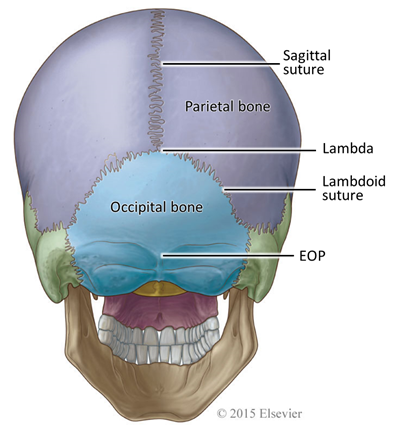 Sagittal
suture
Parietal bone
Lambda
Lambdoid
suture
Occipital bone
EOP
© 2015 Elsevier